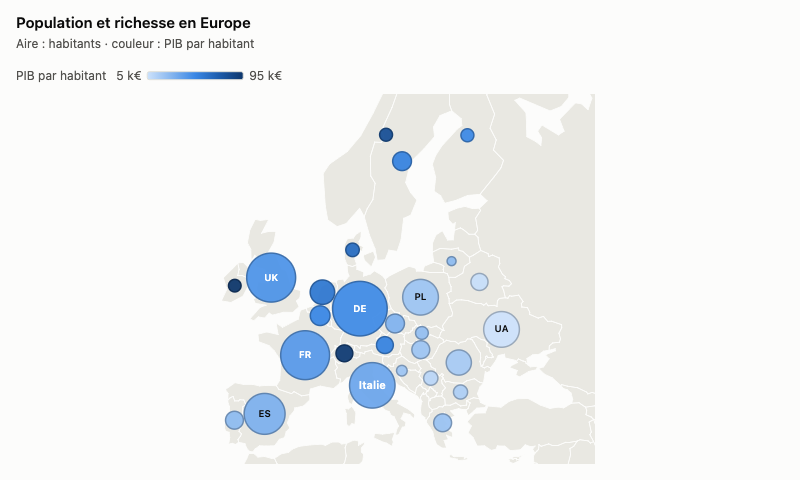 Population et richesse en Europe
Aire : habitants · couleur : PIB par habitant
PIB par habitant 5 k€ 95 k€
UK
PL
DE
UA
FR
Italie
ES